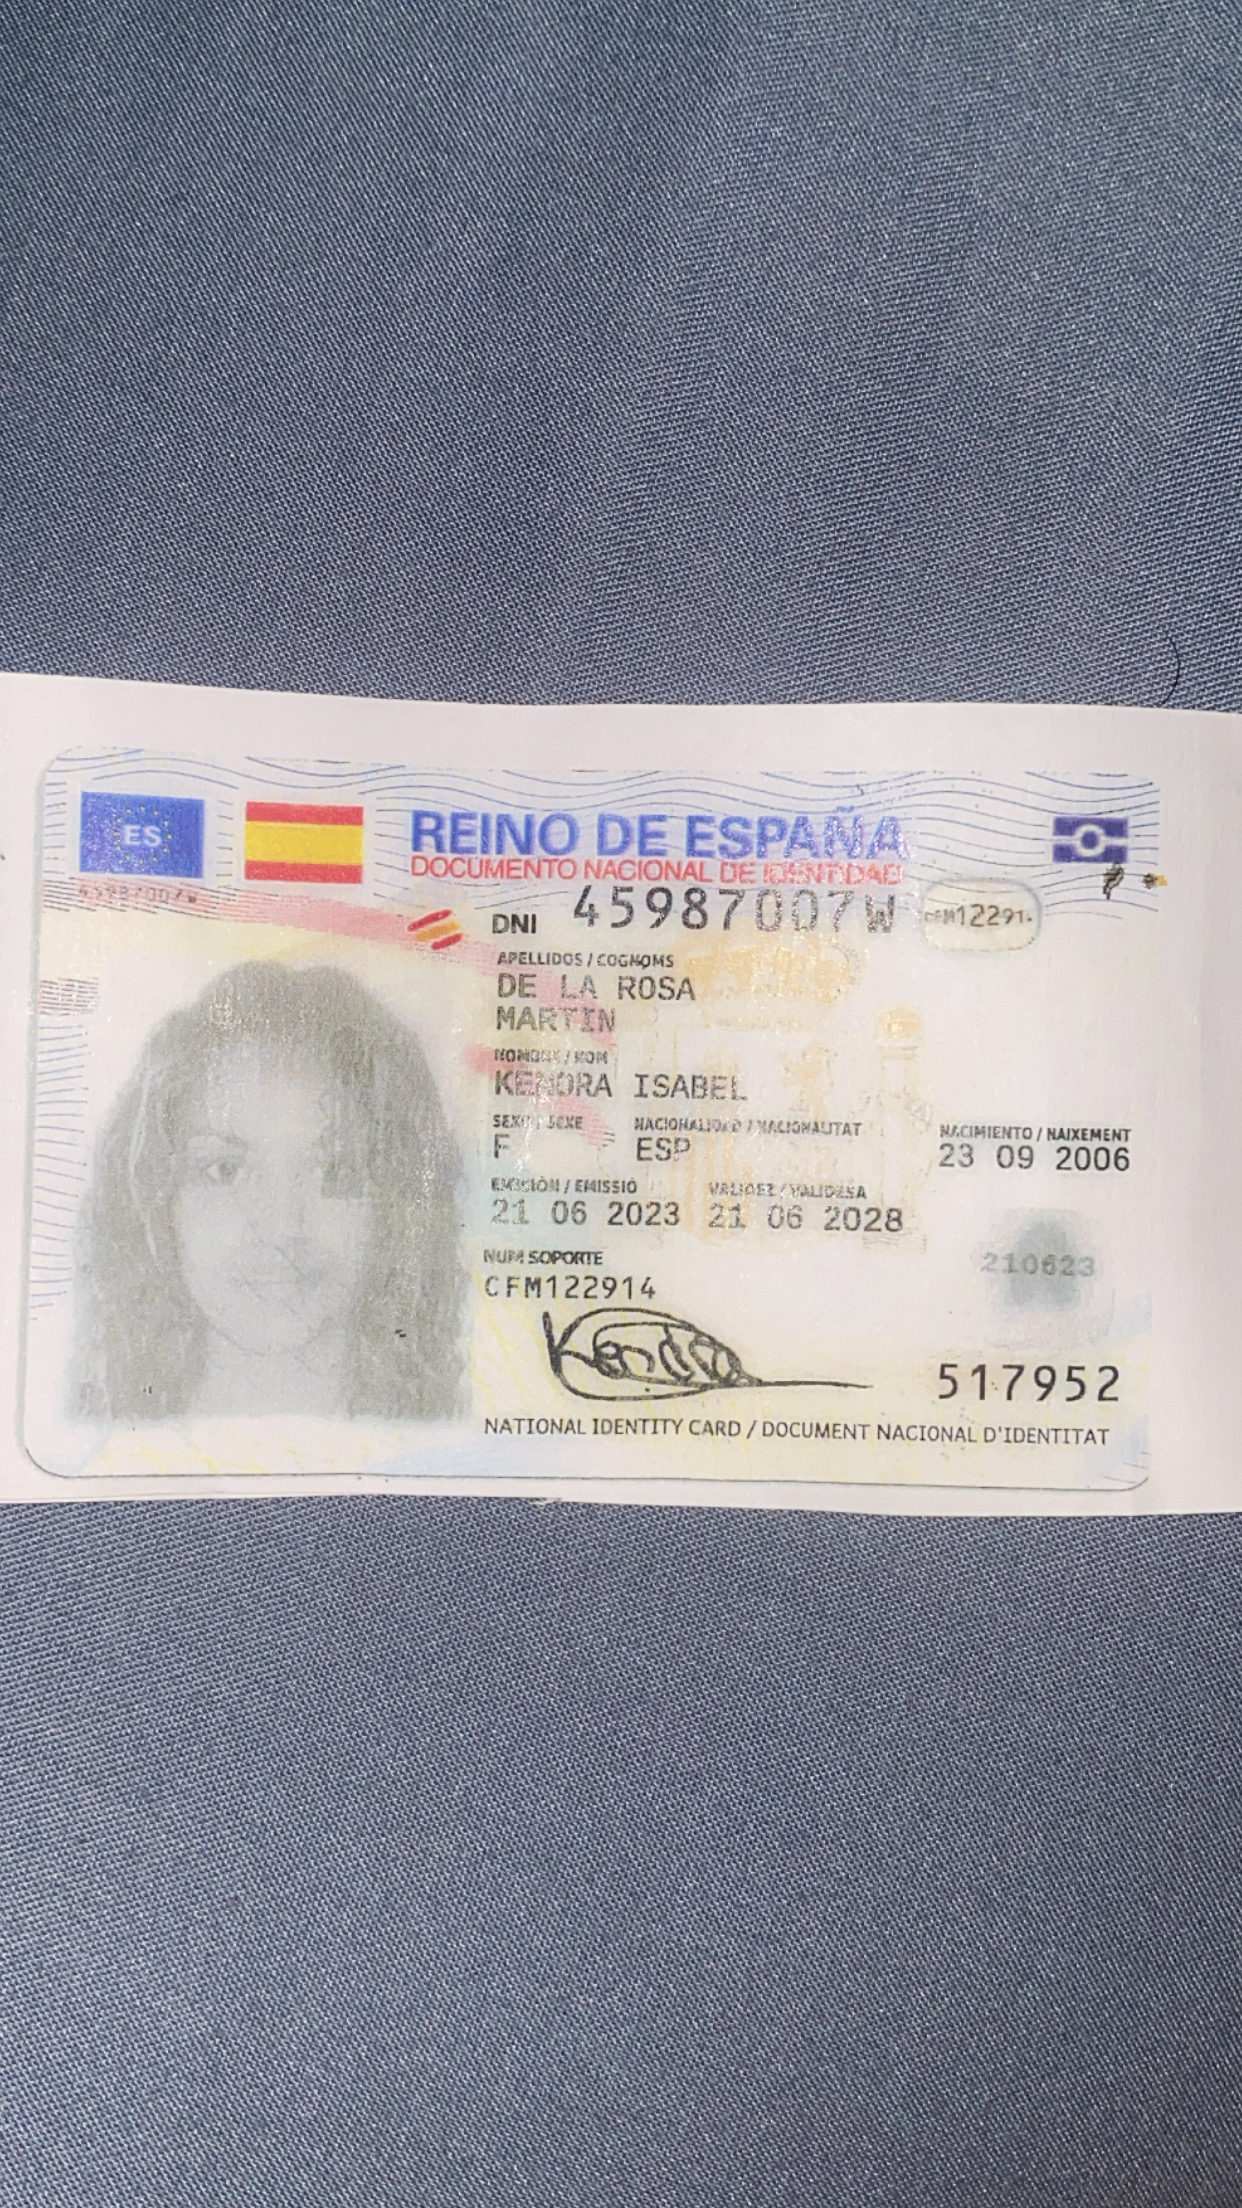 ES
REINO DE ESPAÑA
DOCUMENTO NACIONAL DE IDENTIDAD
DNI 45987007W
APELLIDOS / COGNOMS
DE LA ROSA
MARTIN
NOMBRE / NOM
KENDRA ISABEL
SEXO / SEXE NACIONALIDAD / NACIONALITAT NACIMIENTO / NAIXEMENT
F ESP 23 09 2006
EMISIÓN / EMISSIÓ VALIDEZ / VALIDESA
21 06 2023 21 06 2028
NUM SOPORTE 210623
CFM122914
Kendra
517952
NATIONAL IDENTITY CARD / DOCUMENT NACIONAL D'IDENTITAT